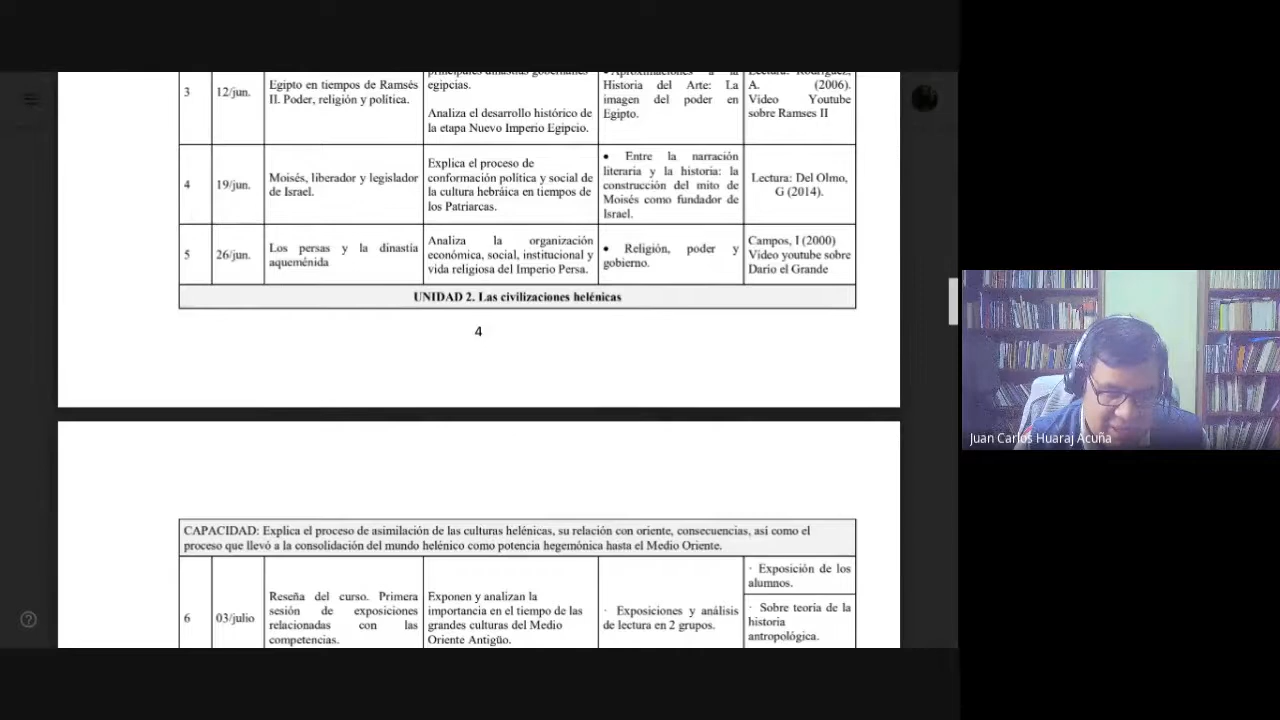 principales dinastías gobernantes
egipcias.
Analiza el desarrollo histórico de
la etapa Nuevo Imperio Egipcio.
3
12/jun.
Egipto en tiempos de Ramsés
II. Poder, religión y política.
Historia del Arte: La
imagen del poder en
Egipto.
A. (2006).
Video Youtube
sobre Ramses II
4
19/jun.
Moisés, liberador y legislador
de Israel.
Explica el proceso de
conformación política y social de
la cultura hebráica en tiempos de
los Patriarcas.
• Entre la narración
literaria y la historia: la
construcción del mito de
Moisés como fundador de
Israel.
Lectura: Del Olmo,
G (2014).
5
26/jun.
Los persas y la dinastía
aqueménida
Analiza la organización
económica, social, institucional y
vida religiosa del Imperio Persa.
• Religión, poder y
gobierno.
Campos, I (2000)
Vídeo youtube sobre
Darío el Grande
UNIDAD 2. Las civilizaciones helénicas
4
CAPACIDAD: Explica el proceso de asimilación de las culturas helénicas, su relación con oriente, consecuencias, así como el
proceso que llevó a la consolidación del mundo helénico como potencia hegemónica hasta el Medio Oriente.
6
03/julio
Reseña del curso. Primera
sesión de exposiciones
relacionadas con las
competencias.
Exponen y analizan la
importancia en el tiempo de las
grandes culturas del Medio
Oriente Antigüo.
· Exposiciones y análisis
de lectura en 2 grupos.
· Exposición de los
alumnos.
· Sobre teoría de la
historia
antropológica.
Juan Carlos Huaraj Acuña